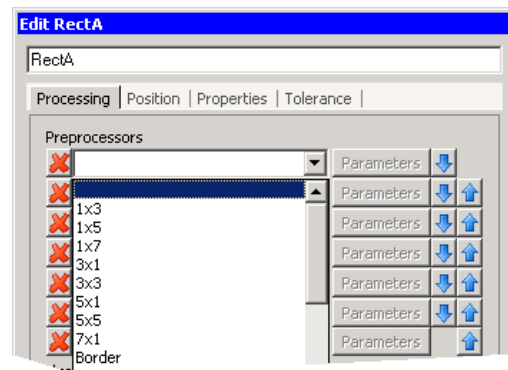 Edit RectA
RectA
Processing | Position | Properties | Tolerance |
Preprocessors
Parameters
Parameters
1x3
Parameters
1x5
1x7
Parameters
3x1
3x3
Parameters
5x1
5x5
Parameters
7x1
Parameters
Border